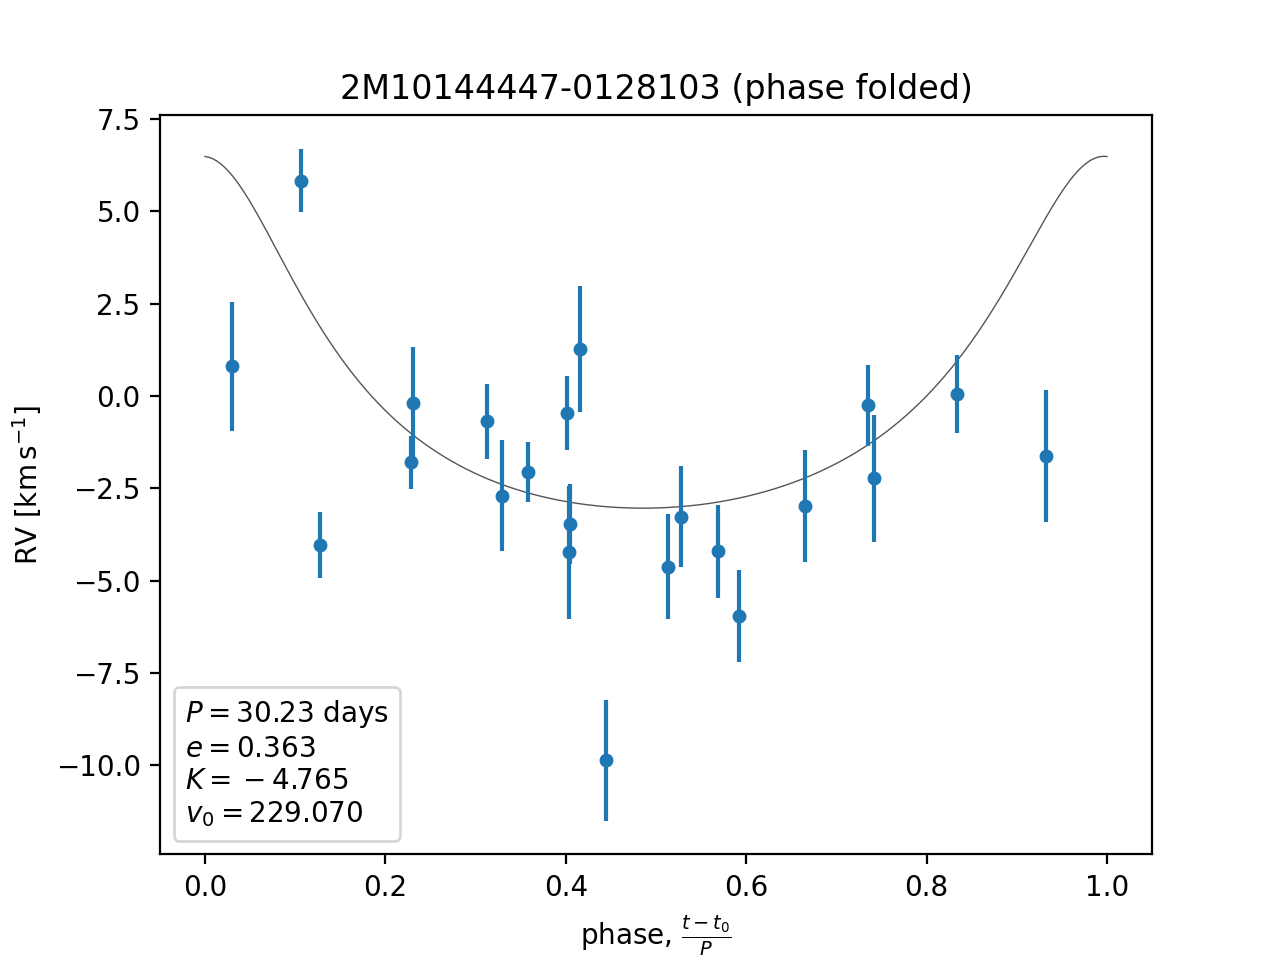 2M10144447-0128103 (phase folded)
7.5
5.0
2.5
0.0
−2.5
−5.0
−7.5
−10.0
RV [km s⁻¹]
P = 30.23 days
e = 0.363
K = −4.765
v₀ = 229.070
0.0 0.2 0.4 0.6 0.8 1.0
phase, (t − t₀)/P